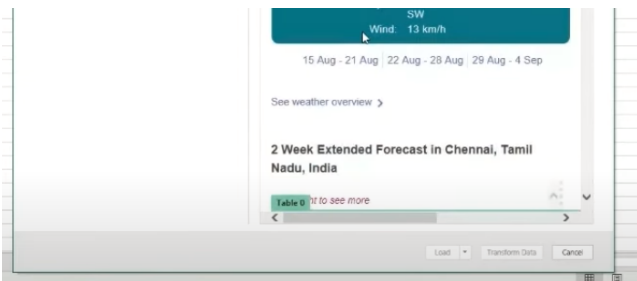 SW
Wind: 13 km/h
15 Aug - 21 Aug 22 Aug - 28 Aug 29 Aug - 4 Sep
See weather overview
2 Week Extended Forecast in Chennai, Tamil
Nadu, India
Table 0 ht to see more
Load Transform Data Cancel